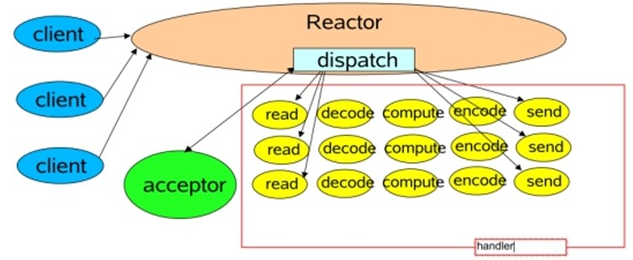 Reactor
client
dispatch
client
read decode compute encode send
read decode compute encode send
client
acceptor
read decode compute encode send
handler